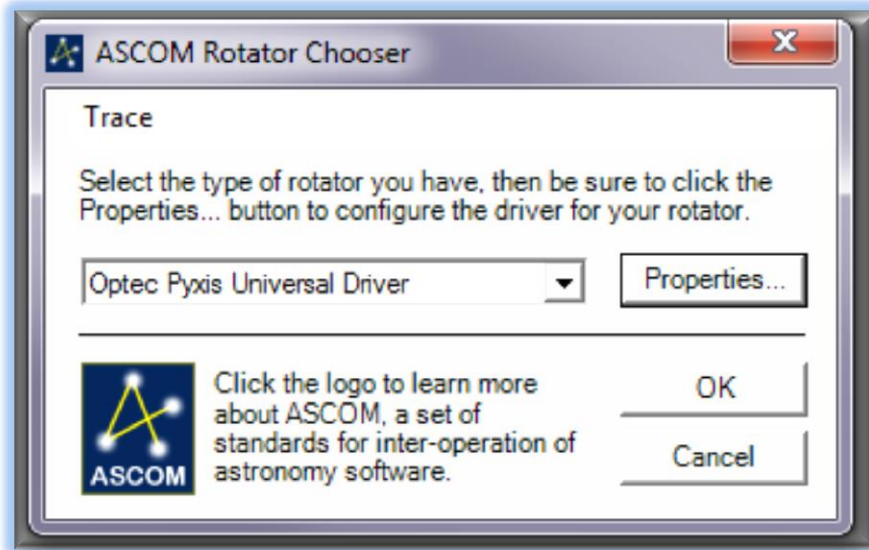 ASCOM Rotator Chooser
Trace
Select the type of rotator you have, then be sure to click the
Properties... button to configure the driver for your rotator.
Optec Pyxis Universal Driver
Properties...
Click the logo to learn more
about ASCOM, a set of
standards for inter-operation of
astronomy software.
ASCOM
OK
Cancel